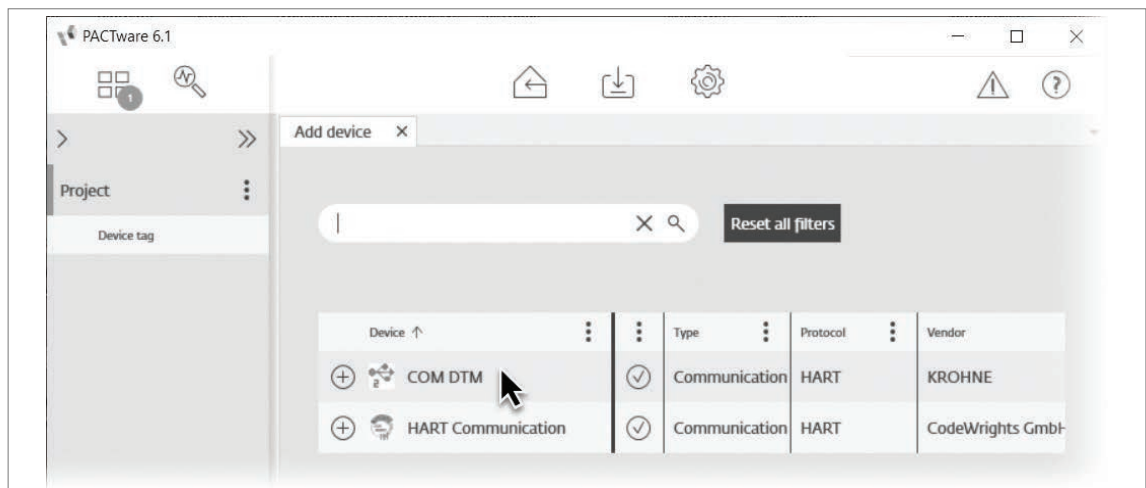 PACTware 6.1
1
Add device
Project
Device tag
Reset all filters
Device
Type
Protocol
Vendor
2
COM DTM
Communication
HART
KROHNE
HART Communication
Communication
HART
CodeWrights GmbH